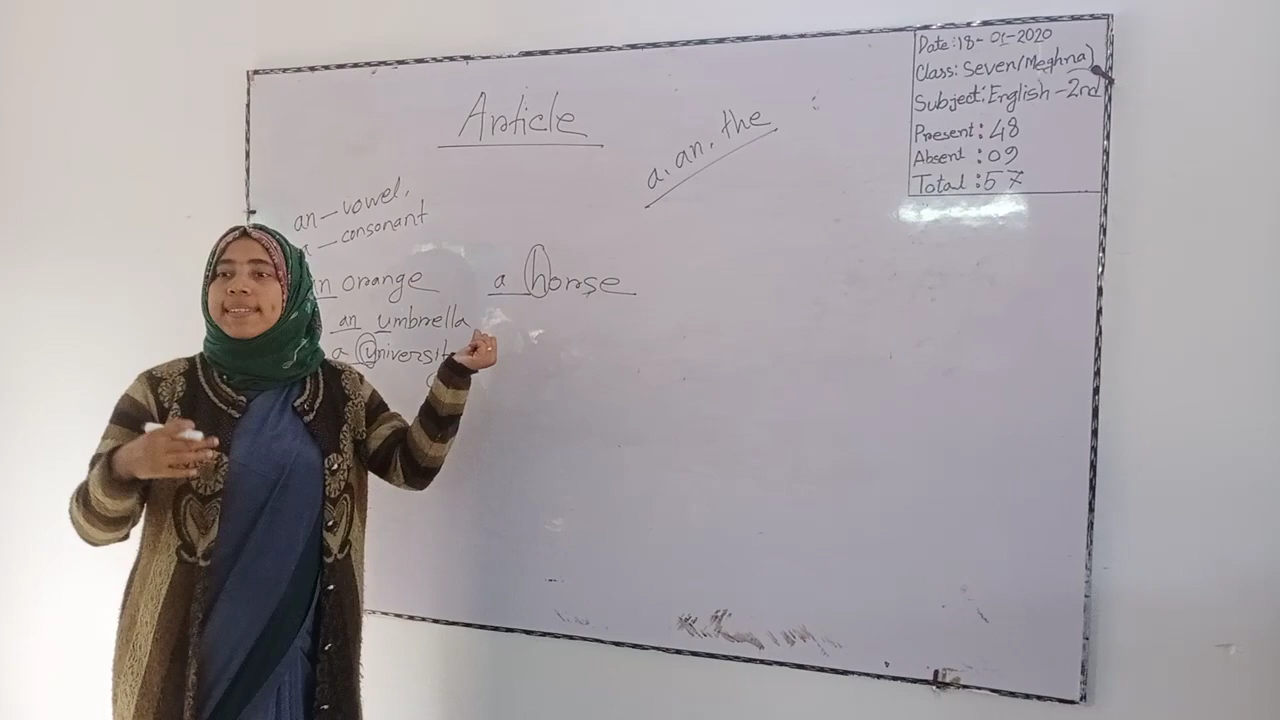 Article
a, an, the
Date: 18-01-2020
Class: Seven(Meghna)
Subject: English-2nd
Present: 48
Absent: 09
Total: 57
an - vowel,
- consonant
orange
a horse
an umbrella
a